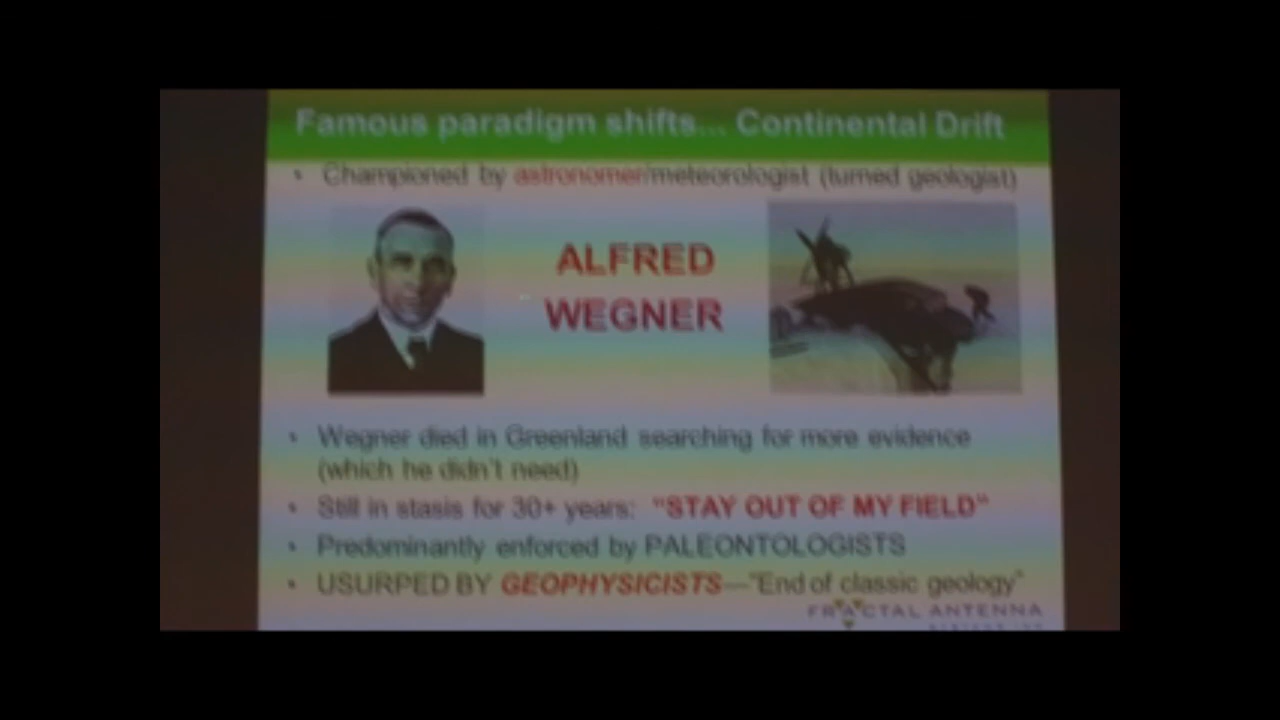 Famous paradigm shifts... Continental Drift
• Championed by astronomer/meteorologist (turned geologist)
ALFRED
WEGNER
• Wegner died in Greenland searching for more evidence
(which he didn't need)
• Still in stasis for 30+ years: "STAY OUT OF MY FIELD"
• Predominantly enforced by PALEONTOLOGISTS
• USURPED BY GEOPHYSICISTS—"End of classic geology"
FRACTAL ANTENNA